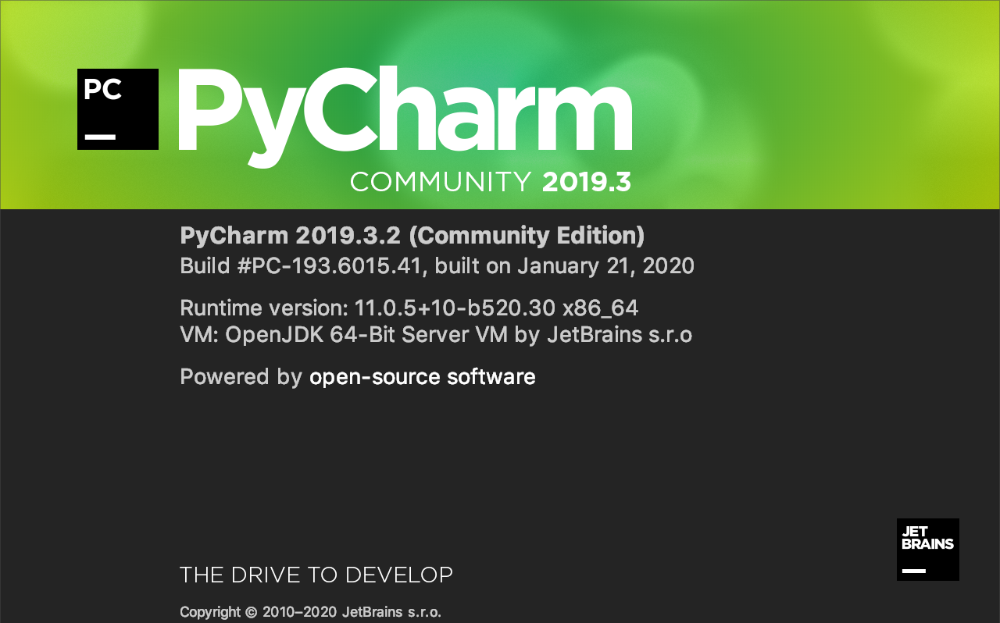 PC
PyCharm
COMMUNITY 2019.3
PyCharm 2019.3.2 (Community Edition)
Build #PC-193.6015.41, built on January 21, 2020
Runtime version: 11.0.5+10-b520.30 x86_64
VM: OpenJDK 64-Bit Server VM by JetBrains s.r.o
Powered by open-source software
JET
BRAINS
THE DRIVE TO DEVELOP
Copyright © 2010–2020 JetBrains s.r.o.